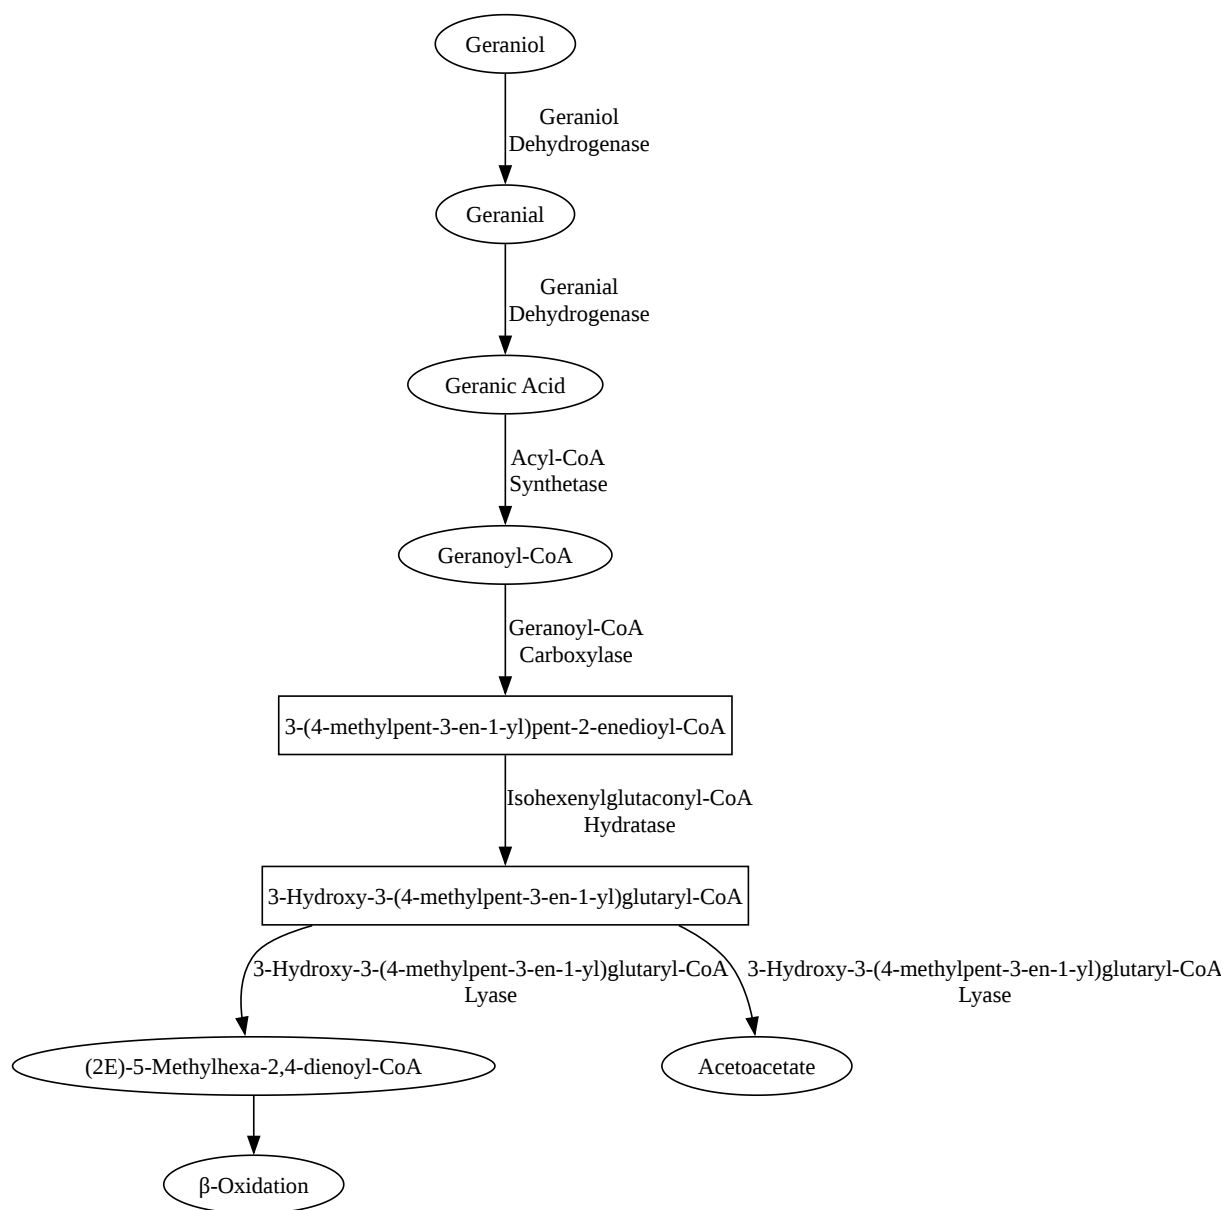 Geraniol
Geraniol
Dehydrogenase
Geranial
Geranial
Dehydrogenase
Geranic Acid
Acyl-CoA
Synthetase
Geranoyl-CoA
Geranoyl-CoA
Carboxylase
3-(4-methylpent-3-en-1-yl)pent-2-enedioyl-CoA
Isohexenylglutaconyl-CoA
Hydratase
3-Hydroxy-3-(4-methylpent-3-en-1-yl)glutaryl-CoA
3-Hydroxy-3-(4-methylpent-3-en-1-yl)glutaryl-CoA
Lyase
3-Hydroxy-3-(4-methylpent-3-en-1-yl)glutaryl-CoA
Lyase
(2E)-5-Methylhexa-2,4-dienoyl-CoA
Acetoacetate
β-Oxidation